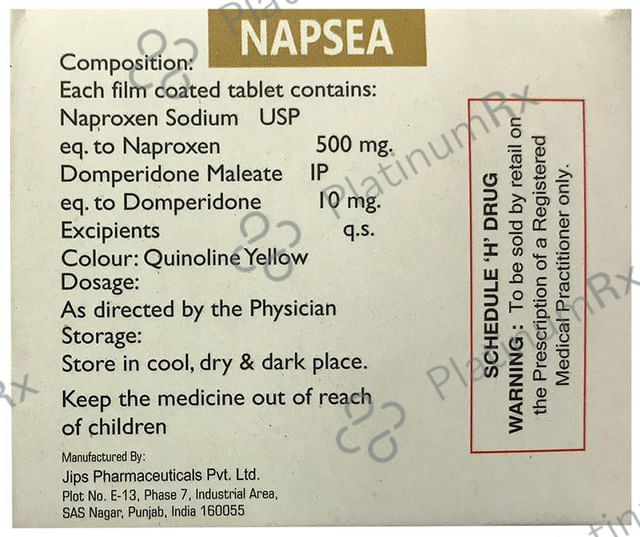 NAPSEA
Composition:
Each film coated tablet contains:
Naproxen Sodium USP
eq. to Naproxen 500 mg.
Domperidone Maleate IP
eq. to Domperidone 10 mg.
Excipients q.s.
Colour: Quinoline Yellow
Dosage:
As directed by the Physician
Storage:
Store in cool, dry & dark place.
Keep the medicine out of reach
of children
Manufactured By:
Jips Pharmaceuticals Pvt. Ltd.
Plot No. E-13, Phase 7, Industrial Area,
SAS Nagar, Punjab, India 160055
SCHEDULE 'H' DRUG
WARNING : To be sold by retail on
the Prescription of a Registered
Medical Practitioner only.
PlatinumRx
PlatinumRx
Rx